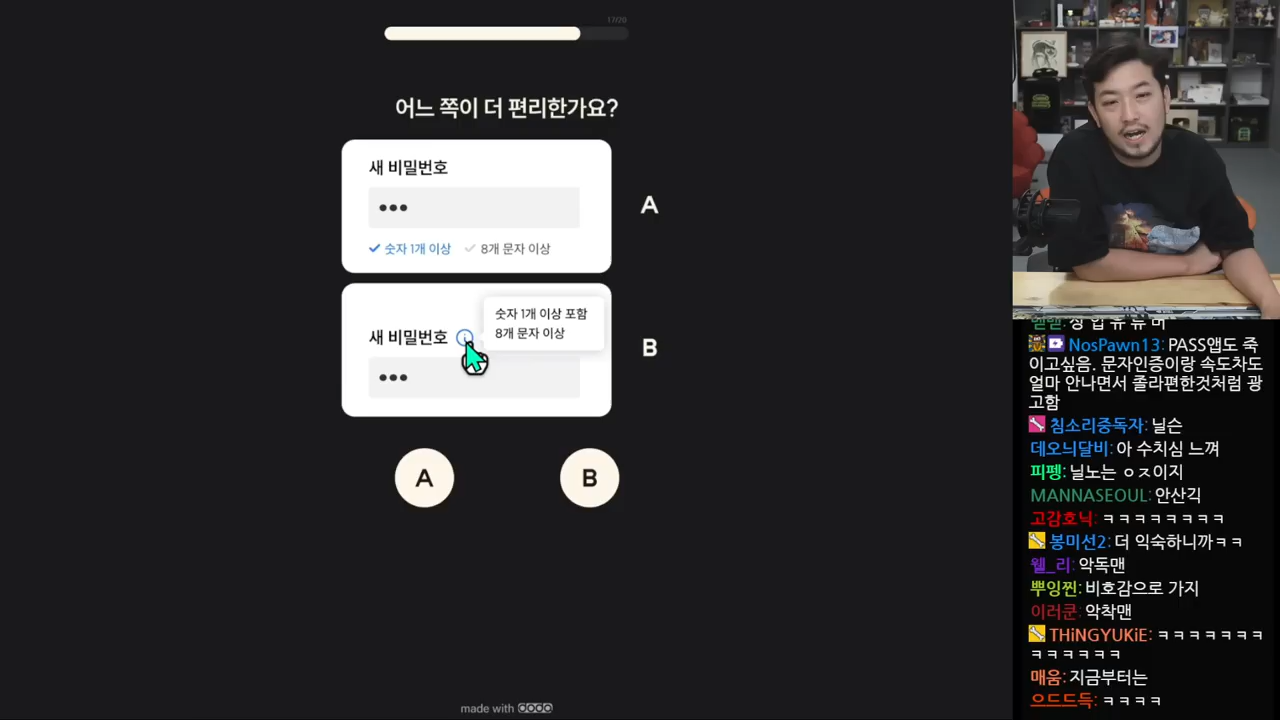 17/20
어느 쪽이 더 편리한가요?
새 비밀번호
숫자 1개 이상
8개 문자 이상
A
새 비밀번호
숫자 1개 이상 포함
8개 문자 이상
B
A
B
made with dodo
NosPawn13: PASS앱도 죽
이고싶음. 문자인증이랑 속도차도
얼마 안나면서 졸라편한것처럼 광
고함
침소리중독자: 닐슨
데오늬달비: 아 수치심 느껴
피펭: 닐노는 ㅇㅈ이지
MANNASEOUL: 안산긱
고감호닉: ㅋㅋㅋㅋㅋㅋㅋㅋ
봉미선2: 더 익숙하니까ㅋㅋ
웰_리: 악독맨
뿌잉찐: 비호감으로 가지
이러쿤: 악착맨
THiNGYUKiE: ㅋㅋㅋㅋㅋㅋㅋ
ㅋㅋㅋㅋㅋㅋ
매움: 지금부터는
으드드득: ㅋㅋㅋㅋ